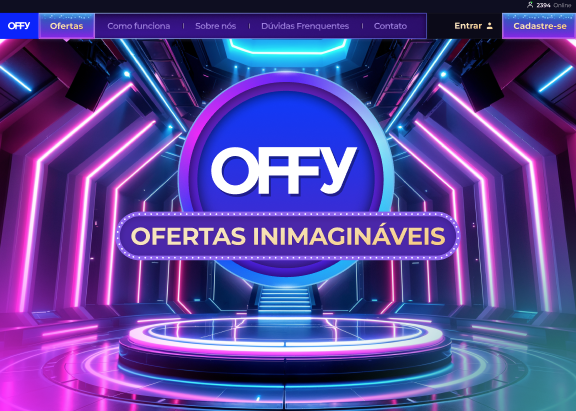 2394 Online
OFFY
Ofertas
Como funciona
Sobre nós
Dúvidas Frenquentes
Contato
Entrar
Cadastre-se
OFFY
OFERTAS INIMAGINÁVEIS